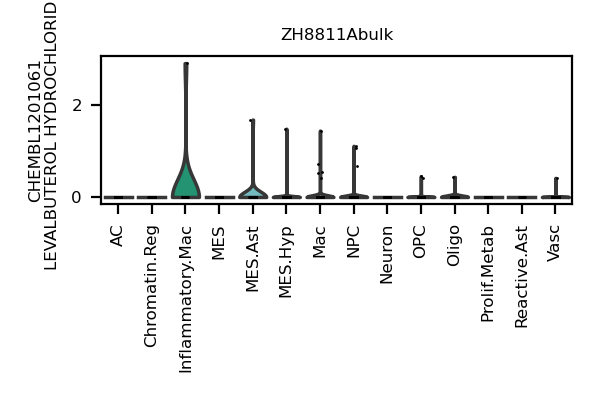 ZH8811Abulk
CHEMBL1201061
LEVALBUTEROL HYDROCHLORID
2
0
AC
Chromatin.Reg
Inflammatory.Mac
MES
MES.Ast
MES.Hyp
Mac
NPC
Neuron
OPC
Oligo
Prolif.Metab
Reactive.Ast
Vasc